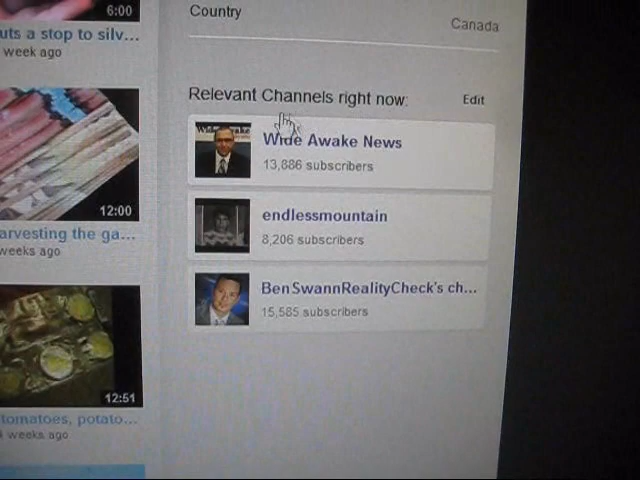 6:00
uts a stop to silv...
week ago
12:00
arvesting the ga...
weeks ago
12:51
tomatoes, potato...
weeks ago
Country
Canada
Relevant Channels right now:
Edit
Wide Awake News
13,886 subscribers
endlessmountain
8,206 subscribers
BenSwannRealityCheck's ch...
15,585 subscribers